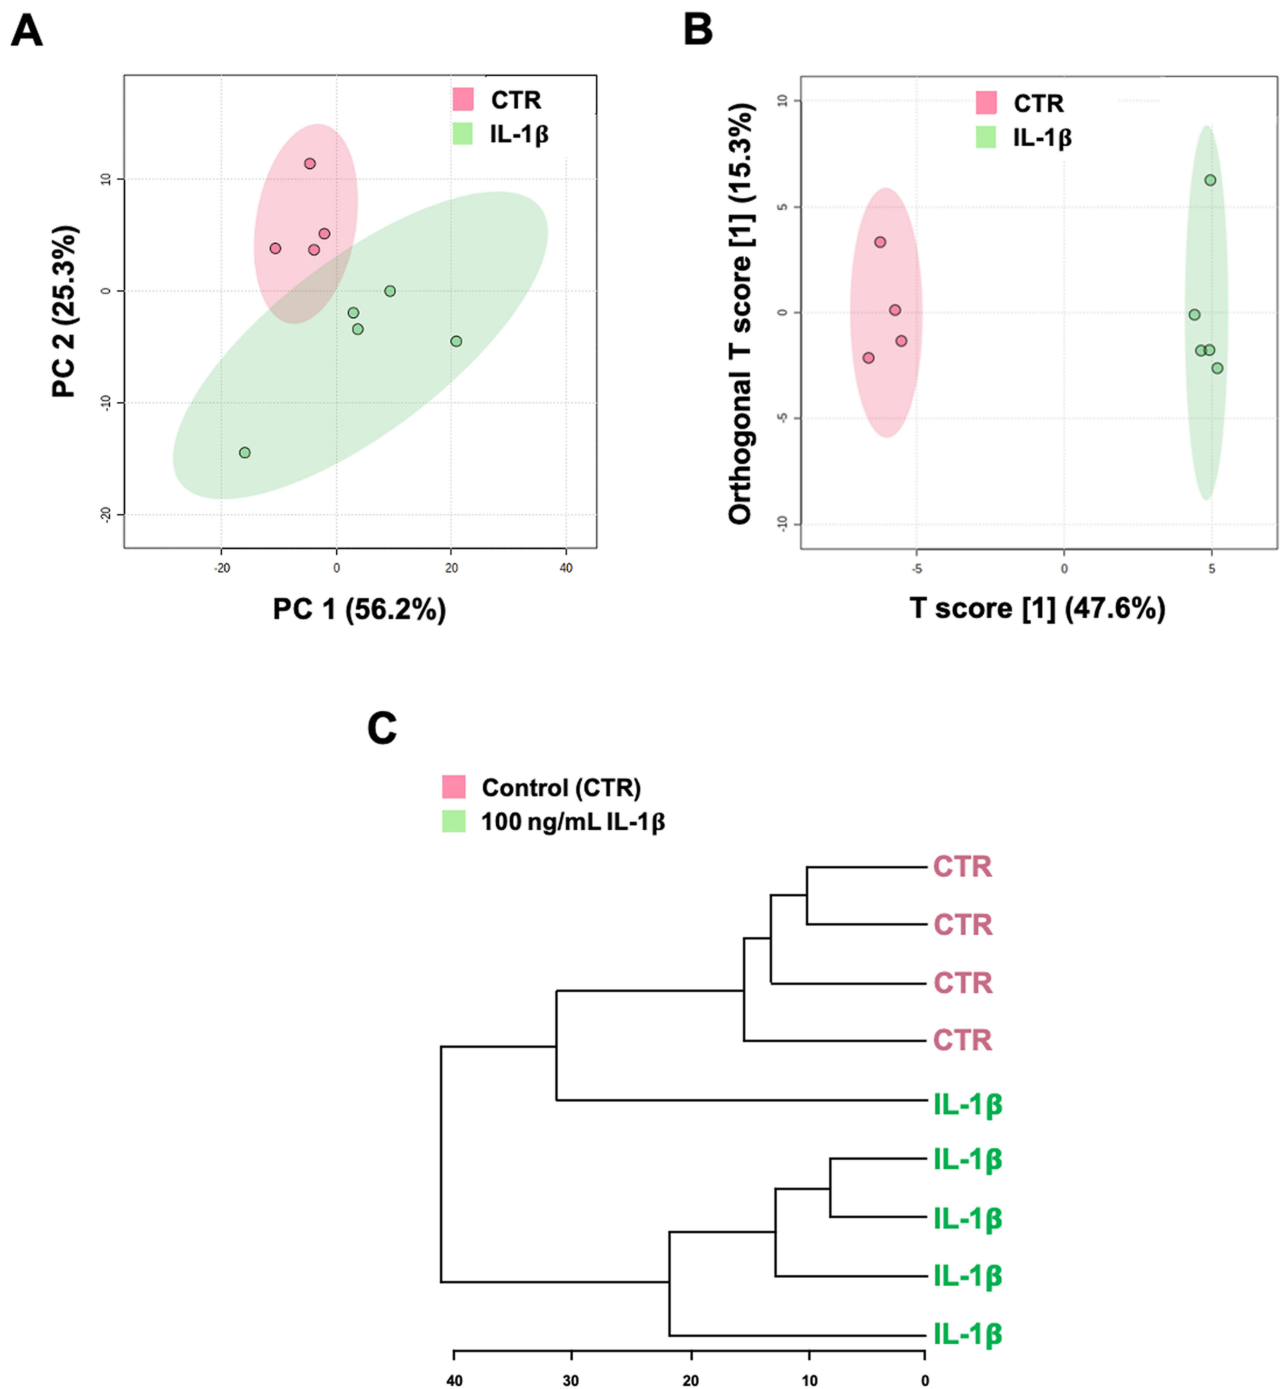 A
CTR
IL-1β
PC 2 (25.3%)
10
0
-10
-20
-20
0
20
40
PC 1 (56.2%)
B
CTR
IL-1β
Orthogonal T score [1] (15.3%)
10
5
0
-5
-10
-5
0
5
T score [1] (47.6%)
C
Control (CTR)
100 ng/mL IL-1β
CTR
CTR
CTR
CTR
IL-1β
IL-1β
IL-1β
IL-1β
IL-1β
40
30
20
10
0